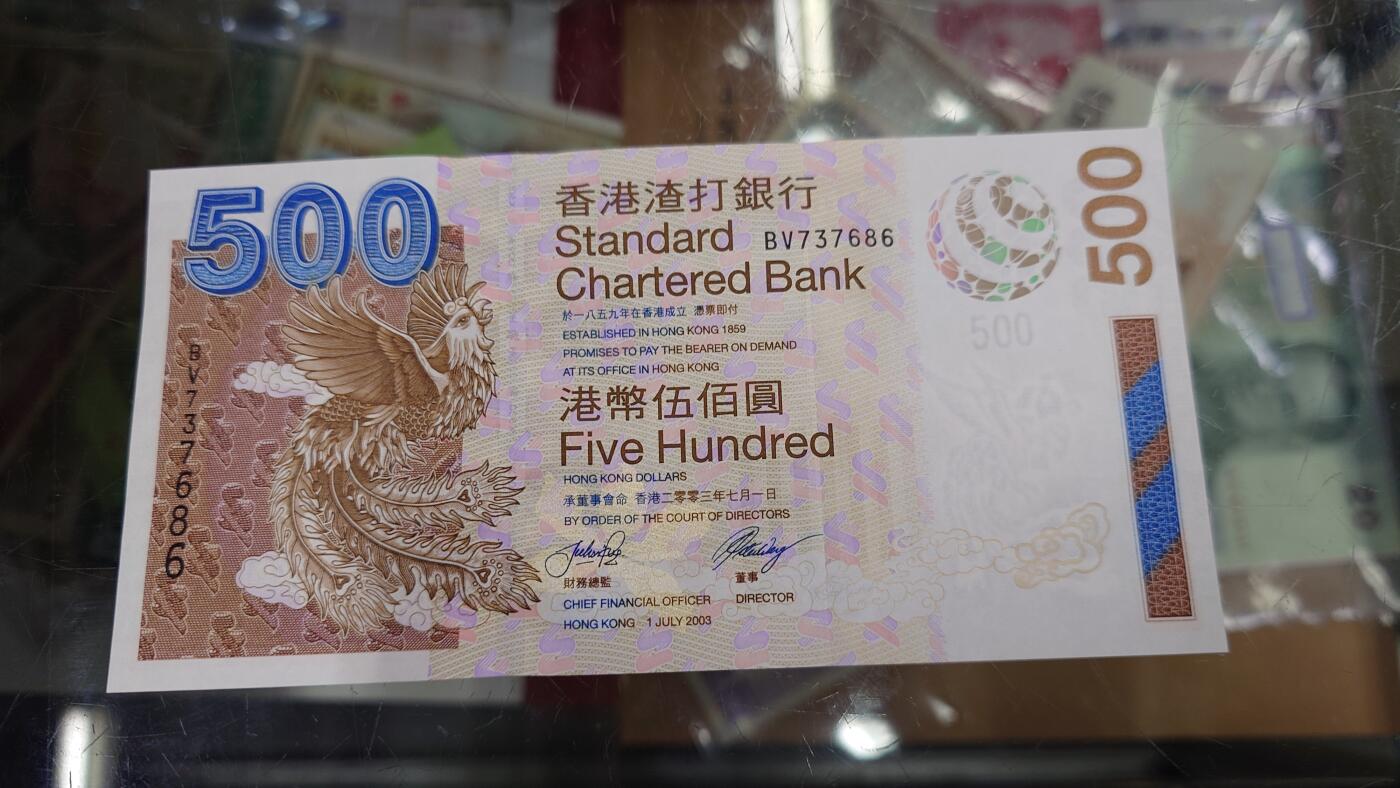 500
香港渣打銀行
Standard
BV737686
Chartered Bank
於一八五九年在香港成立 憑票即付
ESTABLISHED IN HONG KONG 1859
PROMISES TO PAY THE BEARER ON DEMAND
AT ITS OFFICE IN HONG KONG
港幣伍佰圓
Five Hundred
HONG KONG DOLLARS
承董事會命 香港二零零三年七月一日
BY ORDER OF THE COURT OF DIRECTORS
財務總監 董事
CHIEF FINANCIAL OFFICER DIRECTOR
HONG KONG 1 JULY 2003
BV737686
500
500